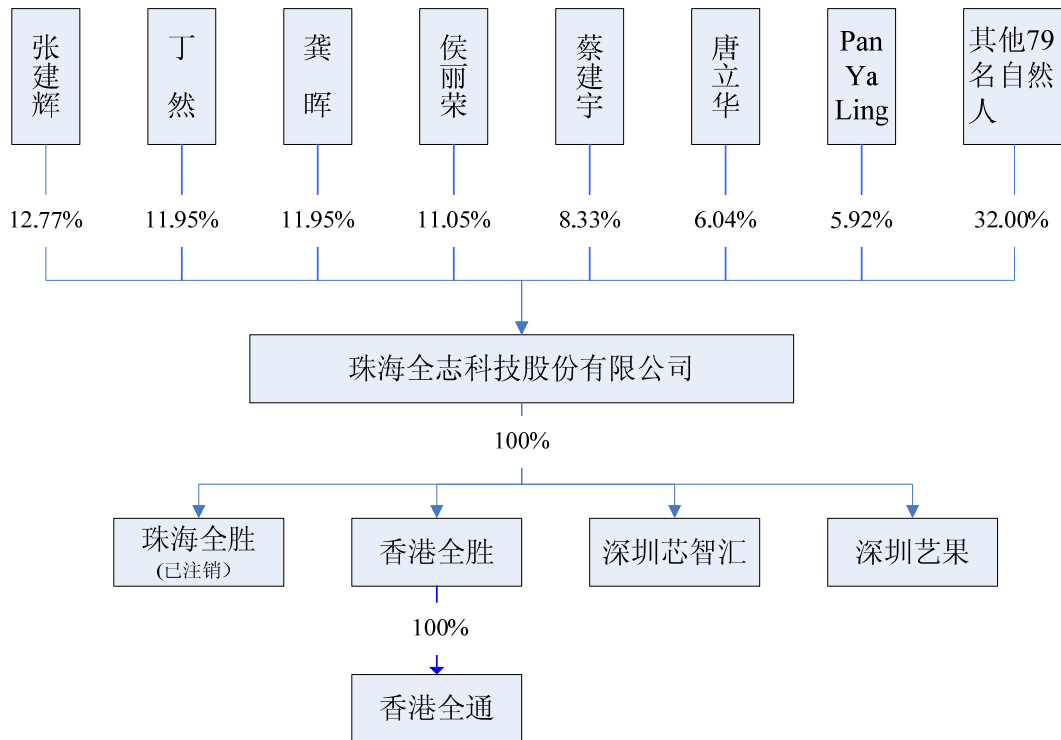 张建辉
丁然
龚晖
侯丽荣
蔡建宇
唐立华
Pan
Ya
Ling
其他79
名自然
人
12.77%
11.95%
11.95%
11.05%
8.33%
6.04%
5.92%
32.00%
珠海全志科技股份有限公司
100%
珠海全胜
(已注销）
香港全胜
深圳芯智汇
深圳艺果
100%
香港全通